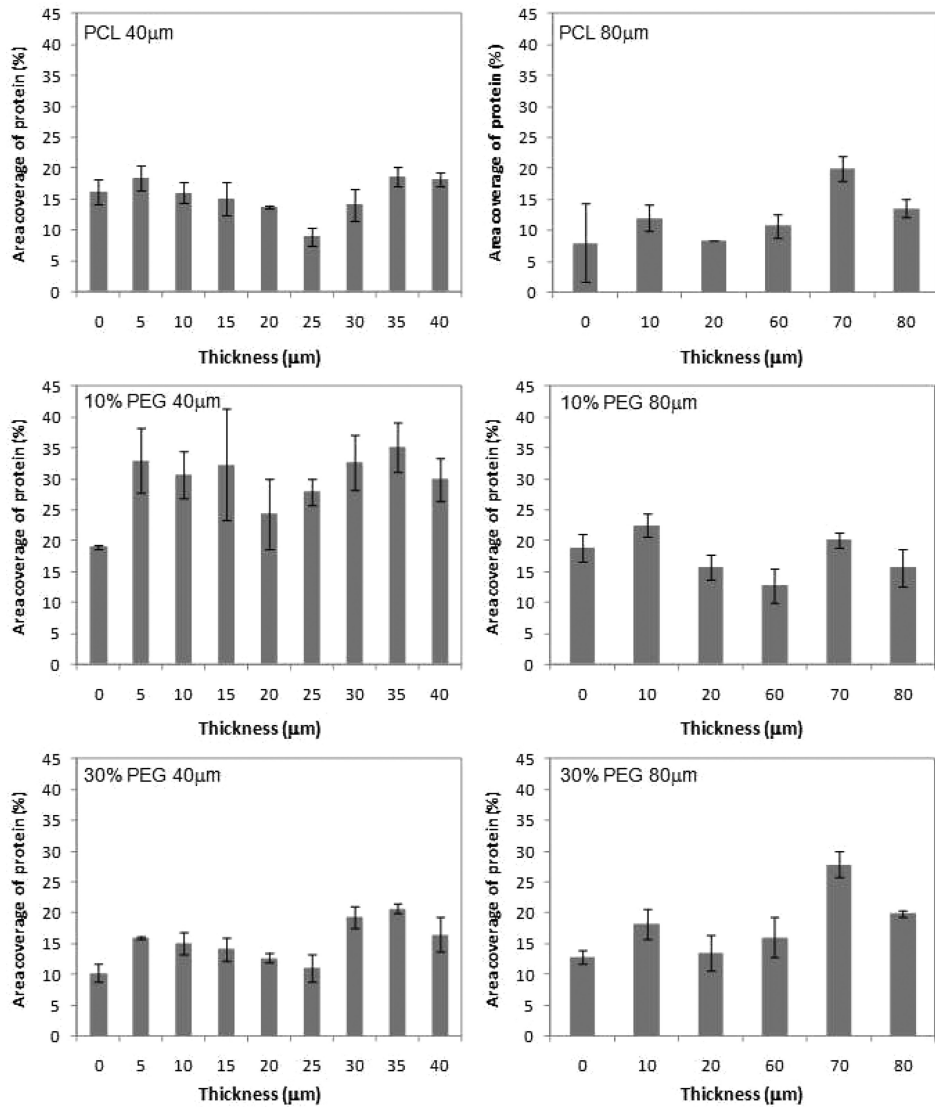 PCL 40μm
Area coverage of protein (%)
45
40
35
30
25
20
15
10
5
0
0 5 10 15 20 25 30 35 40
Thickness (μm)
PCL 80μm
Area coverage of protein (%)
45
40
35
30
25
20
15
10
5
0
0 10 20 60 70 80
Thickness (μm)
10% PEG 40μm
Area coverage of protein (%)
45
40
35
30
25
20
15
10
5
0
0 5 10 15 20 25 30 35 40
Thickness (μm)
10% PEG 80μm
Area coverage of protein (%)
45
40
35
30
25
20
15
10
5
0
0 10 20 60 70 80
Thickness (μm)
30% PEG 40μm
Area coverage of protein (%)
45
40
35
30
25
20
15
10
5
0
0 5 10 15 20 25 30 35 40
Thickness (μm)
30% PEG 80μm
Area coverage of protein (%)
45
40
35
30
25
20
15
10
5
0
0 10 20 60 70 80
Thickness (μm)